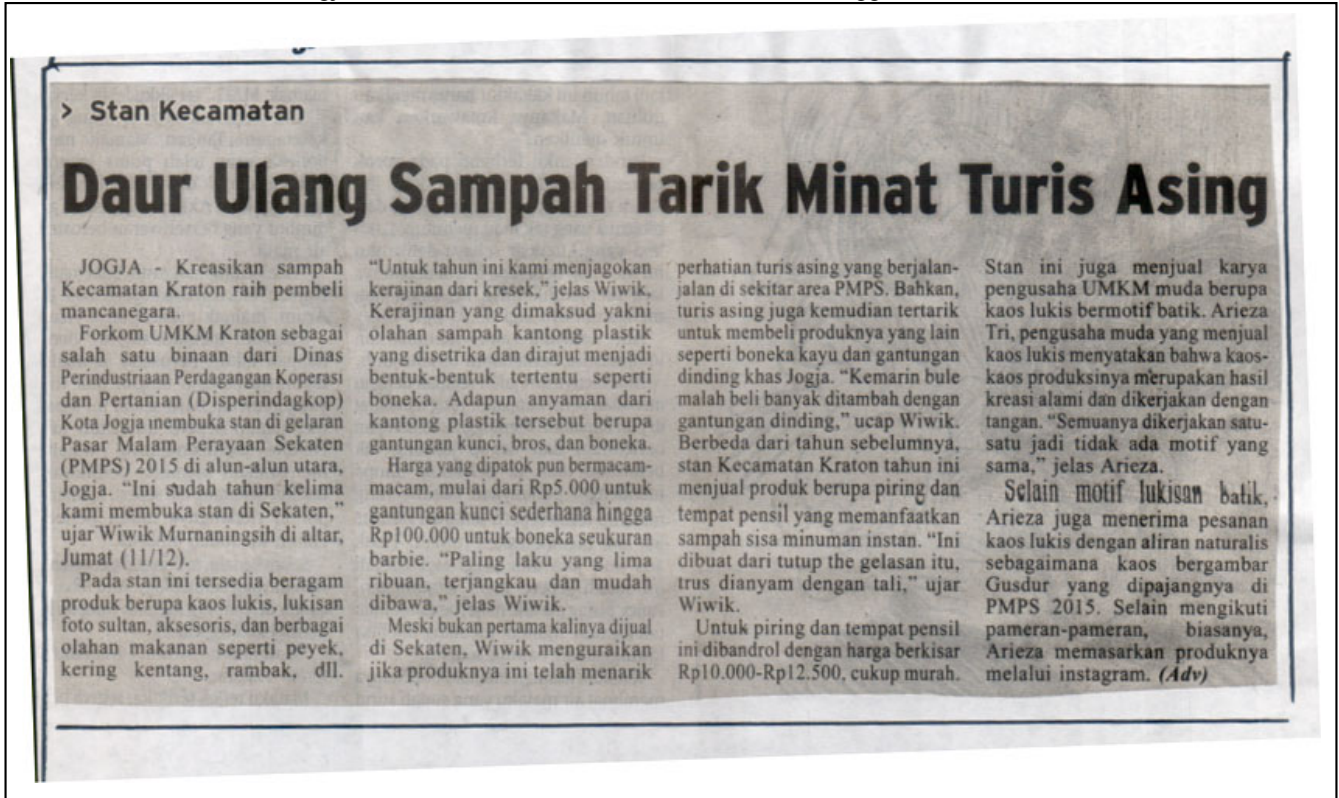 > Stan Kecamatan
Daur Ulang Sampah Tarik Minat Turis Asing
JOGJA - Kreasikan sampah
Kecamatan Kraton raih pembeli
mancanegara.
Forkom UMKM Kraton sebagai
salah satu binaan dari Dinas
Perindustriaan Perdagangan Koperasi
dan Pertanian (Disperindagkop)
Kota Jogja membuka stan di gelaran
Pasar Malam Perayaan Sekaten
(PMPS) 2015 di alun-alun utara,
Jogja. “Ini sudah tahun kelima
kami membuka stan di Sekaten,”
ujar Wiwik Murnaningsih di altar,
Jumat (11/12).
Pada stan ini tersedia beragam
produk berupa kaos lukis, lukisan
foto sultan, aksesoris, dan berbagai
olahan makanan seperti peyek,
kering kentang, rambak, dll.
“Untuk tahun ini kami menjagokan
kerajinan dari kresek,” jelas Wiwik,
Kerajinan yang dimaksud yakni
olahan sampah kantong plastik
yang disetrika dan dirajut menjadi
bentuk-bentuk tertentu seperti
boneka. Adapun anyaman dari
kantong plastik tersebut berupa
gantungan kunci, bros, dan boneka.
Harga yang dipatok pun bermacam-
macam, mulai dari Rp5.000 untuk
gantungan kunci sederhana hingga
Rp100.000 untuk boneka seukuran
barbie. “Paling laku yang lima
ribuan, terjangkau dan mudah
dibawa,” jelas Wiwik.
Meski bukan pertama kalinya dijual
di Sekaten, Wiwik menguraikan
jika produknya ini telah menarik
perhatian turis asing yang berjalan-
jalan di sekitar area PMPS. Bahkan,
turis asing juga kemudian tertarik
untuk membeli produknya yang lain
seperti boneka kayu dan gantungan
dinding khas Jogja. “Kemarin bule
malah beli banyak ditambah dengan
gantungan dinding,” ucap Wiwik.
Berbeda dari tahun sebelumnya,
stan Kecamatan Kraton tahun ini
menjual produk berupa piring dan
tempat pensil yang memanfaatkan
sampah sisa minuman instan. “Ini
dibuat dari tutup the gelasan itu,
trus dianyam dengan tali,” ujar
Wiwik.
Untuk piring dan tempat pensil
ini dibandrol dengan harga berkisar
Rp10.000-Rp12.500, cukup murah.
Stan ini juga menjual karya
pengusaha UMKM muda berupa
kaos lukis bermotif batik. Arieza
Tri, pengusaha muda yang menjual
kaos lukis menyatakan bahwa kaos-
kaos produksinya merupakan hasil
kreasi alami dan dikerjakan dengan
tangan. “Semuanya dikerjakan satu-
satu jadi tidak ada motif yang
sama,” jelas Arieza.
Selain motif lukisan batik,
Arieza juga menerima pesanan
kaos lukis dengan aliran naturalis
sebagaimana kaos bergambar
Gusdur yang dipajangnya di
PMPS 2015. Selain mengikuti
pameran-pameran, biasanya,
Arieza memasarkan produknya
melalui instagram. (Adv)